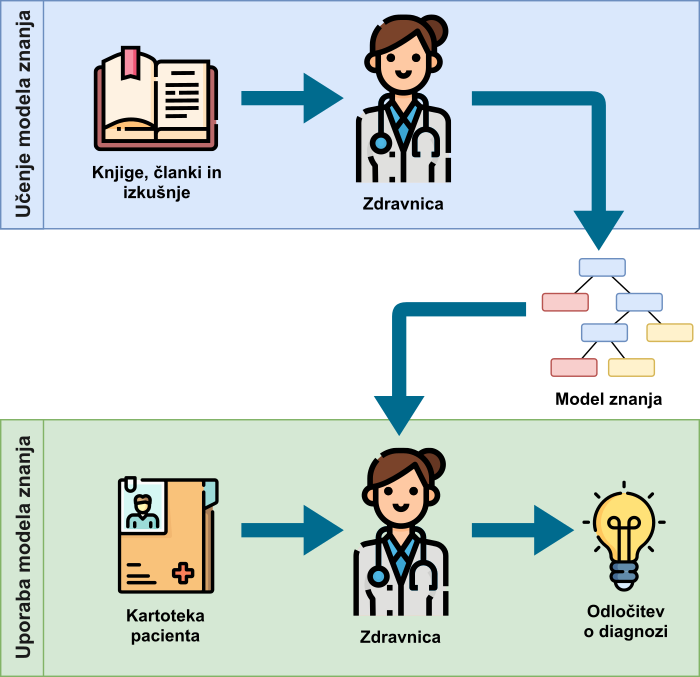 Učenje modela znanja
Knjige, članki in
izkušnje
Zdravnica
Model znanja
Uporaba modela znanja
Kartoteka
pacienta
Zdravnica
Odločitev
o diagnozi